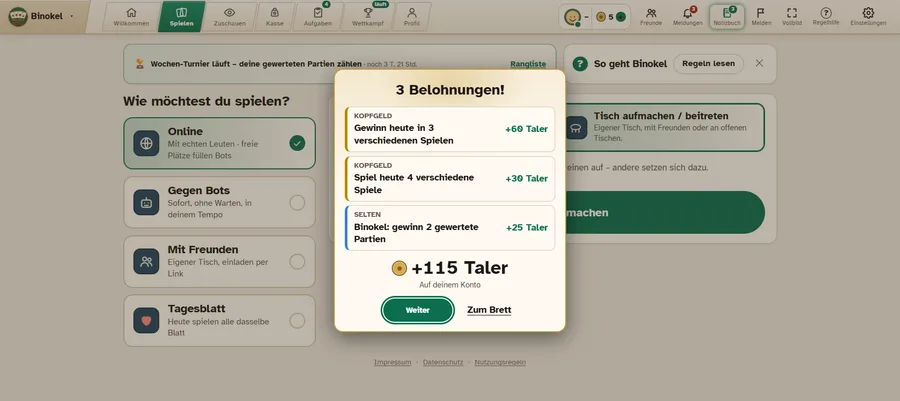 Binokel
Willkommen
Spielen
Zuschauen
Kasse
4
Aufgaben
läuft
Wettkampf
Profil
–
5
Freunde
3
Meldungen
3
Notizbuch
Melden
Vollbild
Regelhilfe
Einstellungen
Wochen-Turnier läuft – deine gewerteten Partien zählen · noch 3 T, 21 Std.
Rangliste
So geht Binokel
Regeln lesen
Wie möchtest du spielen?
Online
Mit echten Leuten · freie
Plätze füllen Bots
Gegen Bots
Sofort, ohne Warten, in
deinem Tempo
Mit Freunden
Eigener Tisch, einladen per
Link
Tagesblatt
Heute spielen alle dasselbe
Blatt
Tisch aufmachen / beitreten
Eigener Tisch, mit Freunden oder an offenen
Tischen.
einen auf – andere setzen sich dazu.
machen
3 Belohnungen!
KOPFGELD
Gewinn heute in 3
verschiedenen Spielen
+60 Taler
KOPFGELD
Spiel heute 4 verschiedene
Spiele
+30 Taler
SELTEN
Binokel: gewinn 2 gewertete
Partien
+25 Taler
+115 Taler
Auf deinem Konto
Weiter
Zum Brett
Impressum · Datenschutz · Nutzungsregeln